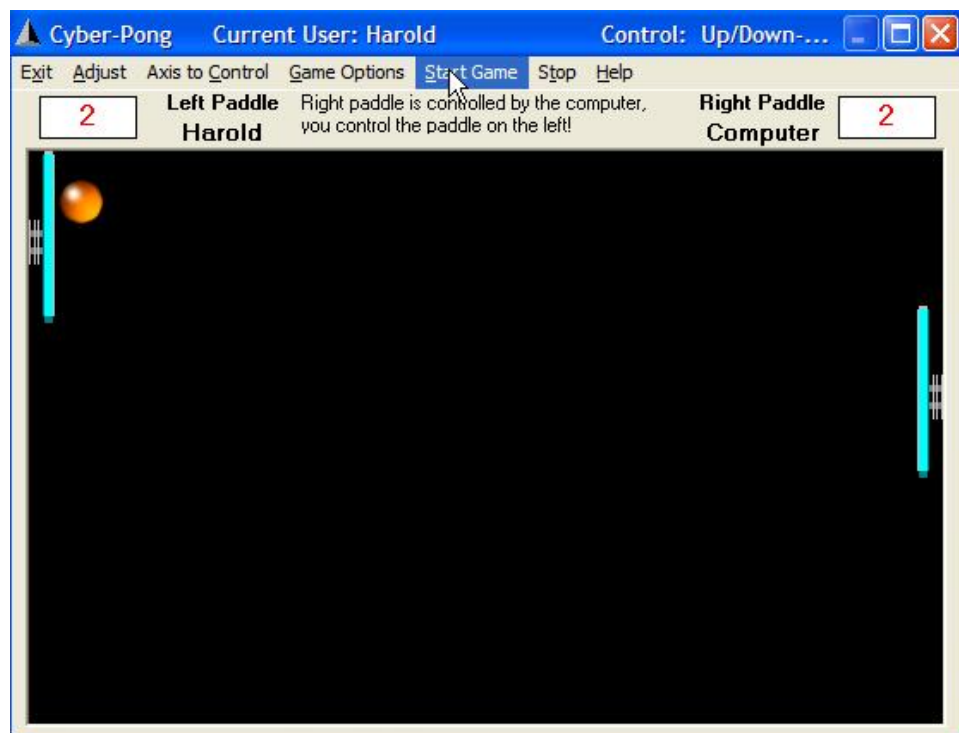 Cyber-Pong Current User: Harold Control: Up/Down-...
Exit Adjust Axis to Control Game Options Start Game Stop Help
2
Left Paddle
Harold
Right paddle is controlled by the computer,
you control the paddle on the left!
Right Paddle
Computer
2